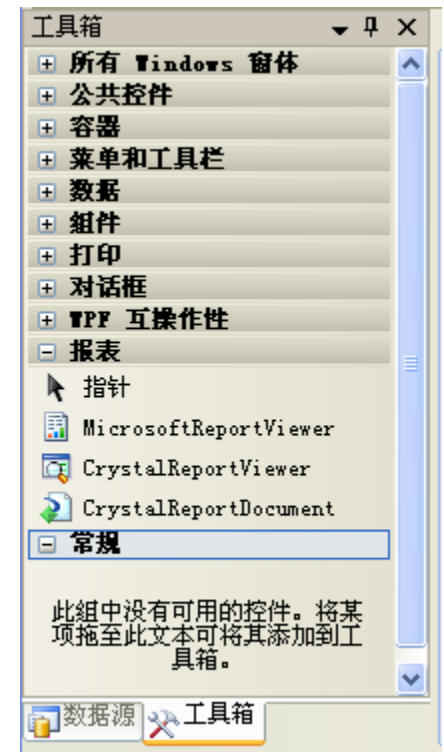 工具箱
所有 Windows 窗体
公共控件
容器
菜单和工具栏
数据
组件
打印
对话框
WPF 互操作性
报表
指针
MicrosoftReportViewer
CrystalReportViewer
CrystalReportDocument
常规
此组中没有可用的控件。将某
项拖至此文本可将其添加到工
具箱。
数据源 工具箱